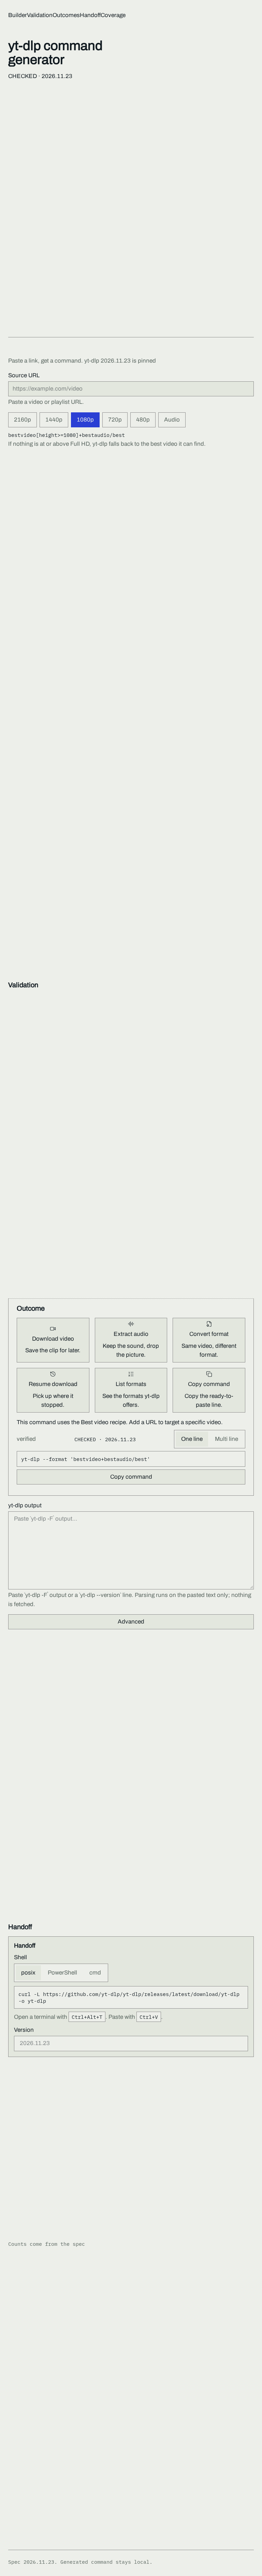 BuilderValidationOutcomesHandoffCoverage
yt-dlp command
generator
CHECKED · 2026.11.23
Paste a link, get a command. yt-dlp 2026.11.23 is pinned
Source URL
https://example.com/video
Paste a video or playlist URL.
2160p 1440p 1080p 720p 480p Audio
bestvideo[height>=1080]+bestaudio/best
If nothing is at or above Full HD, yt-dlp falls back to the best video it can find.
Validation
Outcome
Download video
Save the clip for later.
Extract audio
Keep the sound, drop
the picture.
Convert format
Same video, different
format.
Resume download
Pick up where it
stopped.
List formats
See the formats yt-dlp
offers.
Copy command
Copy the ready-to-
paste line.
This command uses the Best video recipe. Add a URL to target a specific video.
verified CHECKED · 2026.11.23 One line Multi line
yt-dlp --format 'bestvideo+bestaudio/best'
Copy command
yt-dlp output
Paste `yt-dlp -F` output...
Paste `yt-dlp -F` output or a `yt-dlp --version` line. Parsing runs on the pasted text only; nothing
is fetched.
Advanced
Handoff
Handoff
Shell
posix PowerShell cmd
curl -L https://github.com/yt-dlp/yt-dlp/releases/latest/download/yt-dlp
-o yt-dlp
Open a terminal with Ctrl+Alt+T. Paste with Ctrl+V.
Version
2026.11.23
Counts come from the spec
Spec 2026.11.23. Generated command stays local.